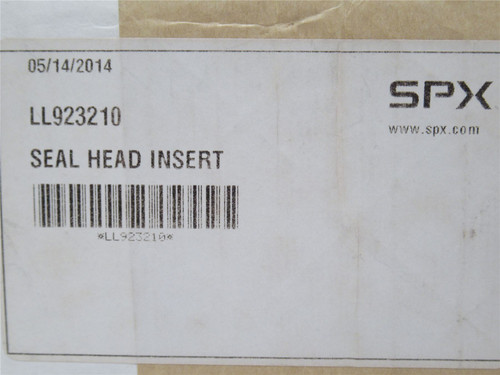 05/14/2014
SPX
www.spx.com
LL923210
SEAL HEAD INSERT
*LL923210*